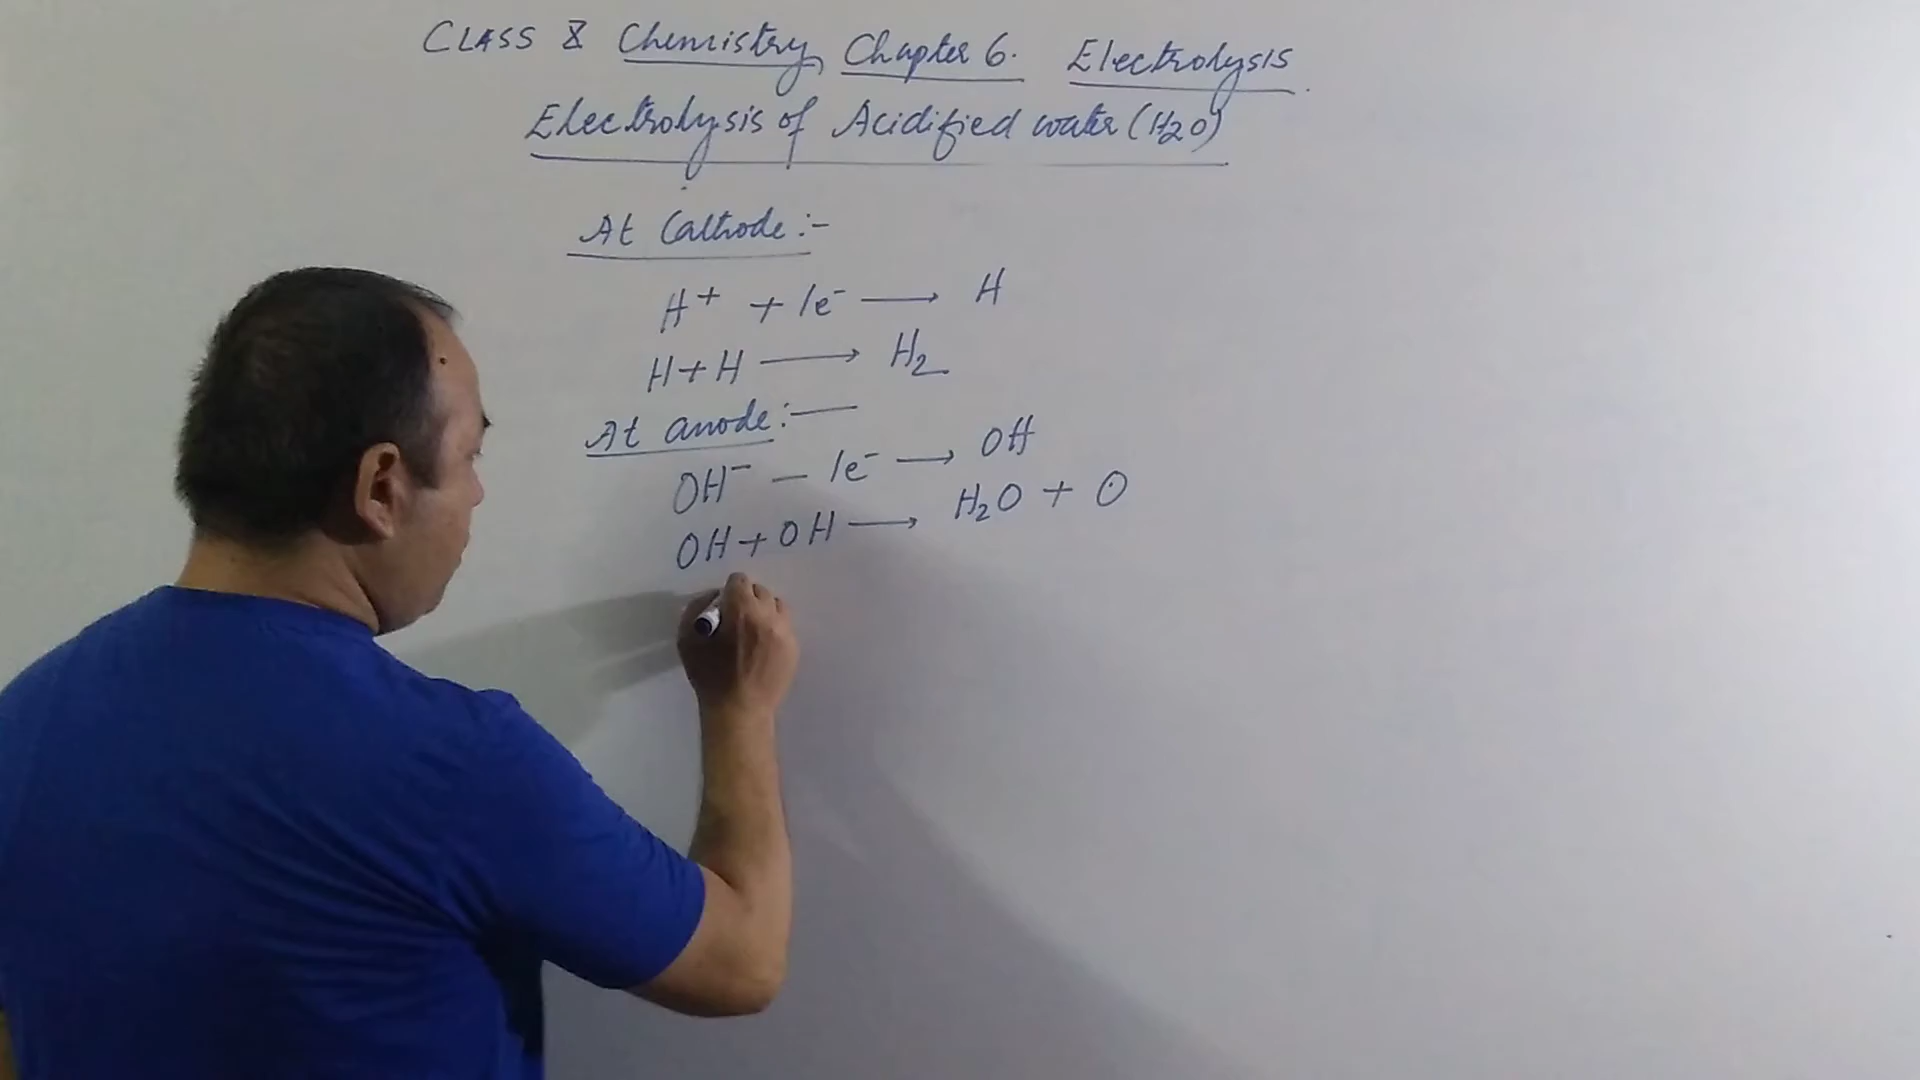 CLASS X Chemistry Chapter 6. Electrolysis
Electrolysis of Acidified water (H2O)
At Cathode :-
H⁺ + 1e⁻ ⟶ H
H+H ⟶ H₂
At anode :—
OH⁻ — 1e⁻ ⟶ OH
OH+OH ⟶ H₂O + O